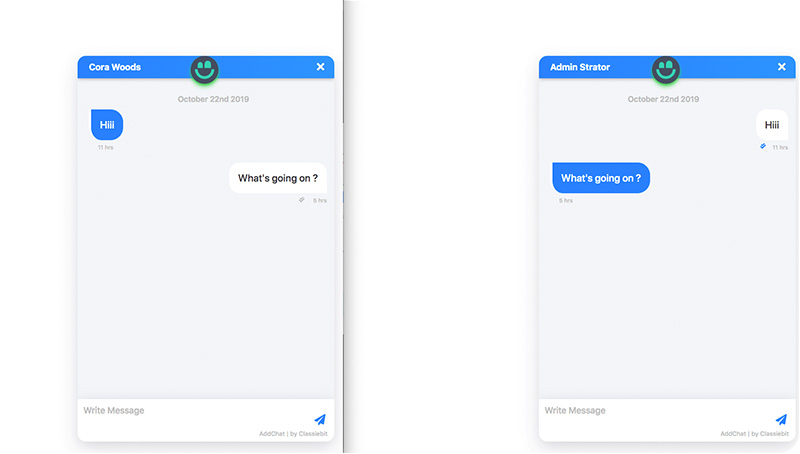 Cora Woods
October 22nd 2019
Hiii
11 hrs
What's going on ?
5 hrs
Write Message
AddChat | by Classiebit
Admin Strator
October 22nd 2019
Hiii
11 hrs
What's going on ?
5 hrs
Write Message
AddChat | by Classiebit